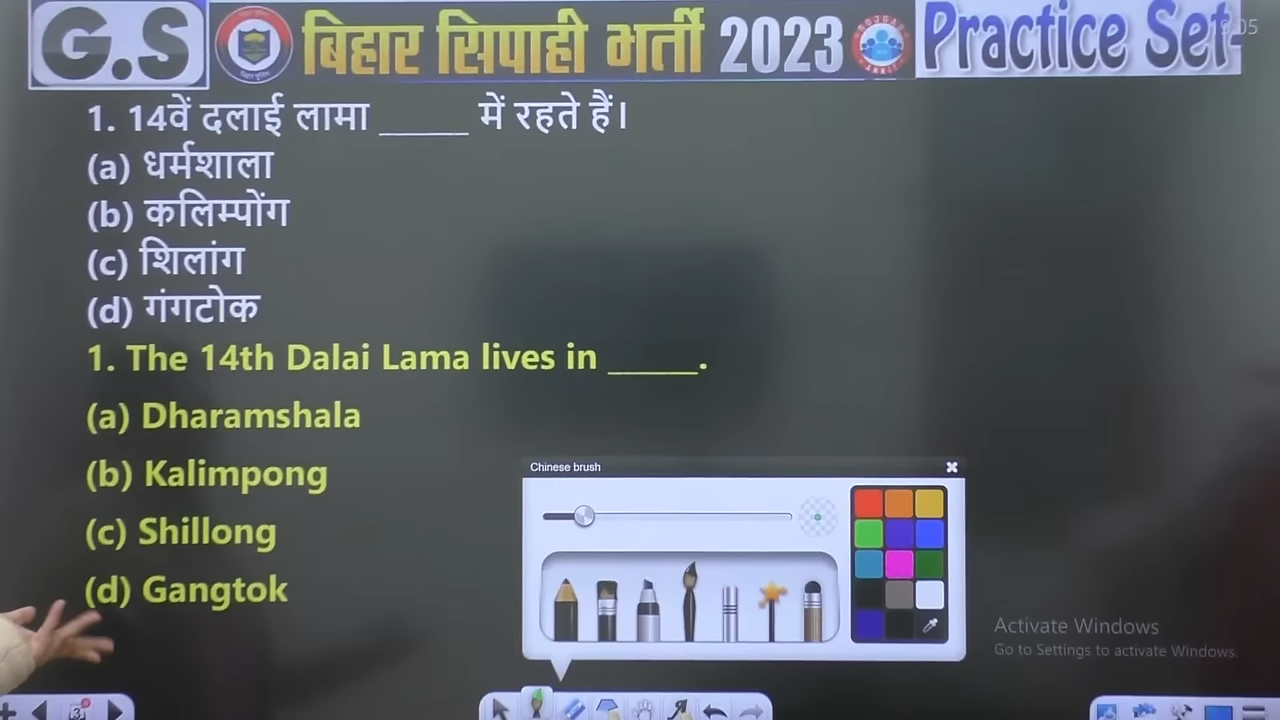 G.S
बिहार सिपाही भर्ती 2023
Practice Set-
1. 14वें दलाई लामा _____ में रहते हैं।
(a) धर्मशाला
(b) कलिम्पोंग
(c) शिलांग
(d) गंगटोक
1. The 14th Dalai Lama lives in _____.
(a) Dharamshala
(b) Kalimpong
(c) Shillong
(d) Gangtok
Chinese brush
Activate Windows
Go to Settings to activate Windows.
3